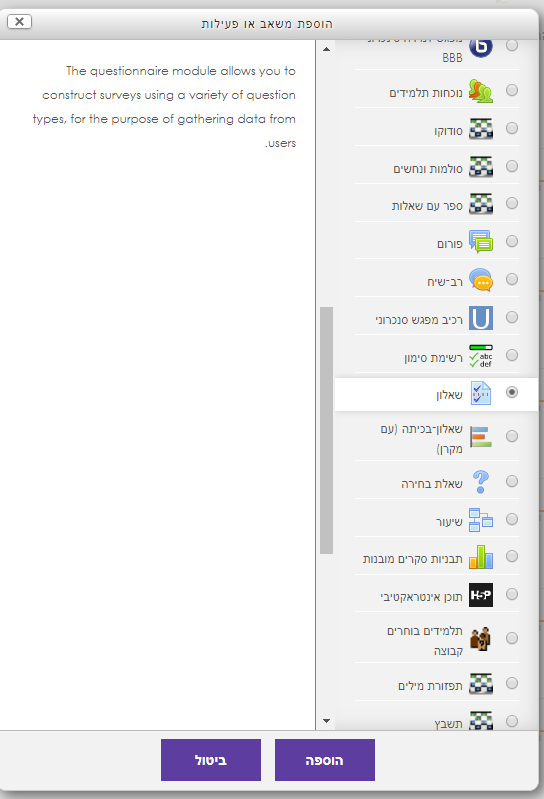 הוספת משאב או פעילות
BBB
נוכחות תלמידים
סודוקו
סולמות ונחשים
ספר עם שאלות
פורום
רב-שיח
רכיב מפגש סנכרוני
רשימת סימון
שאלון
שאלון-בכיתה (עם
מקרן)
שאלת בחירה
שיעור
תבניות סקרים מובנות
תוכן אינטראקטיבי
תלמידים בוחרים
קבוצה
תפזורת מילים
תשבץ
The questionnaire module allows you to
construct surveys using a variety of question
types, for the purpose of gathering data from
.users
הוספה
ביטול